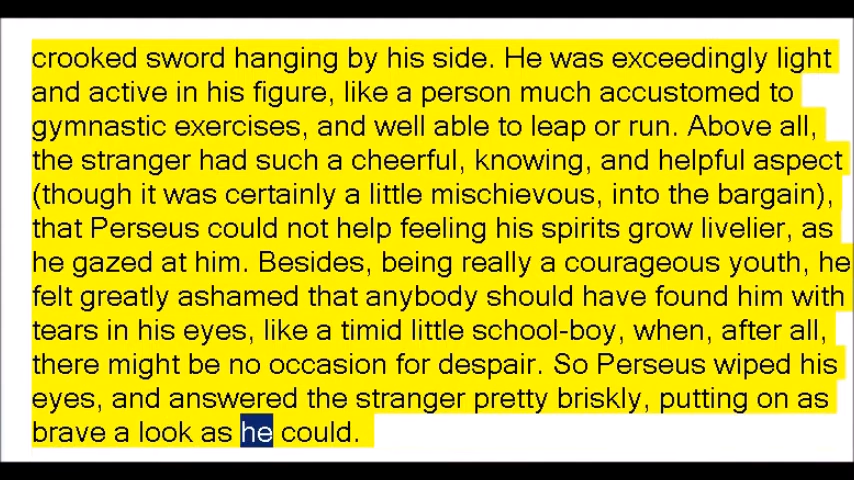 crooked sword hanging by his side. He was exceedingly light
and active in his figure, like a person much accustomed to
gymnastic exercises, and well able to leap or run. Above all,
the stranger had such a cheerful, knowing, and helpful aspect
(though it was certainly a little mischievous, into the bargain),
that Perseus could not help feeling his spirits grow livelier, as
he gazed at him. Besides, being really a courageous youth, he
felt greatly ashamed that anybody should have found him with
tears in his eyes, like a timid little school-boy, when, after all,
there might be no occasion for despair. So Perseus wiped his
eyes, and answered the stranger pretty briskly, putting on as
brave a look as he could.